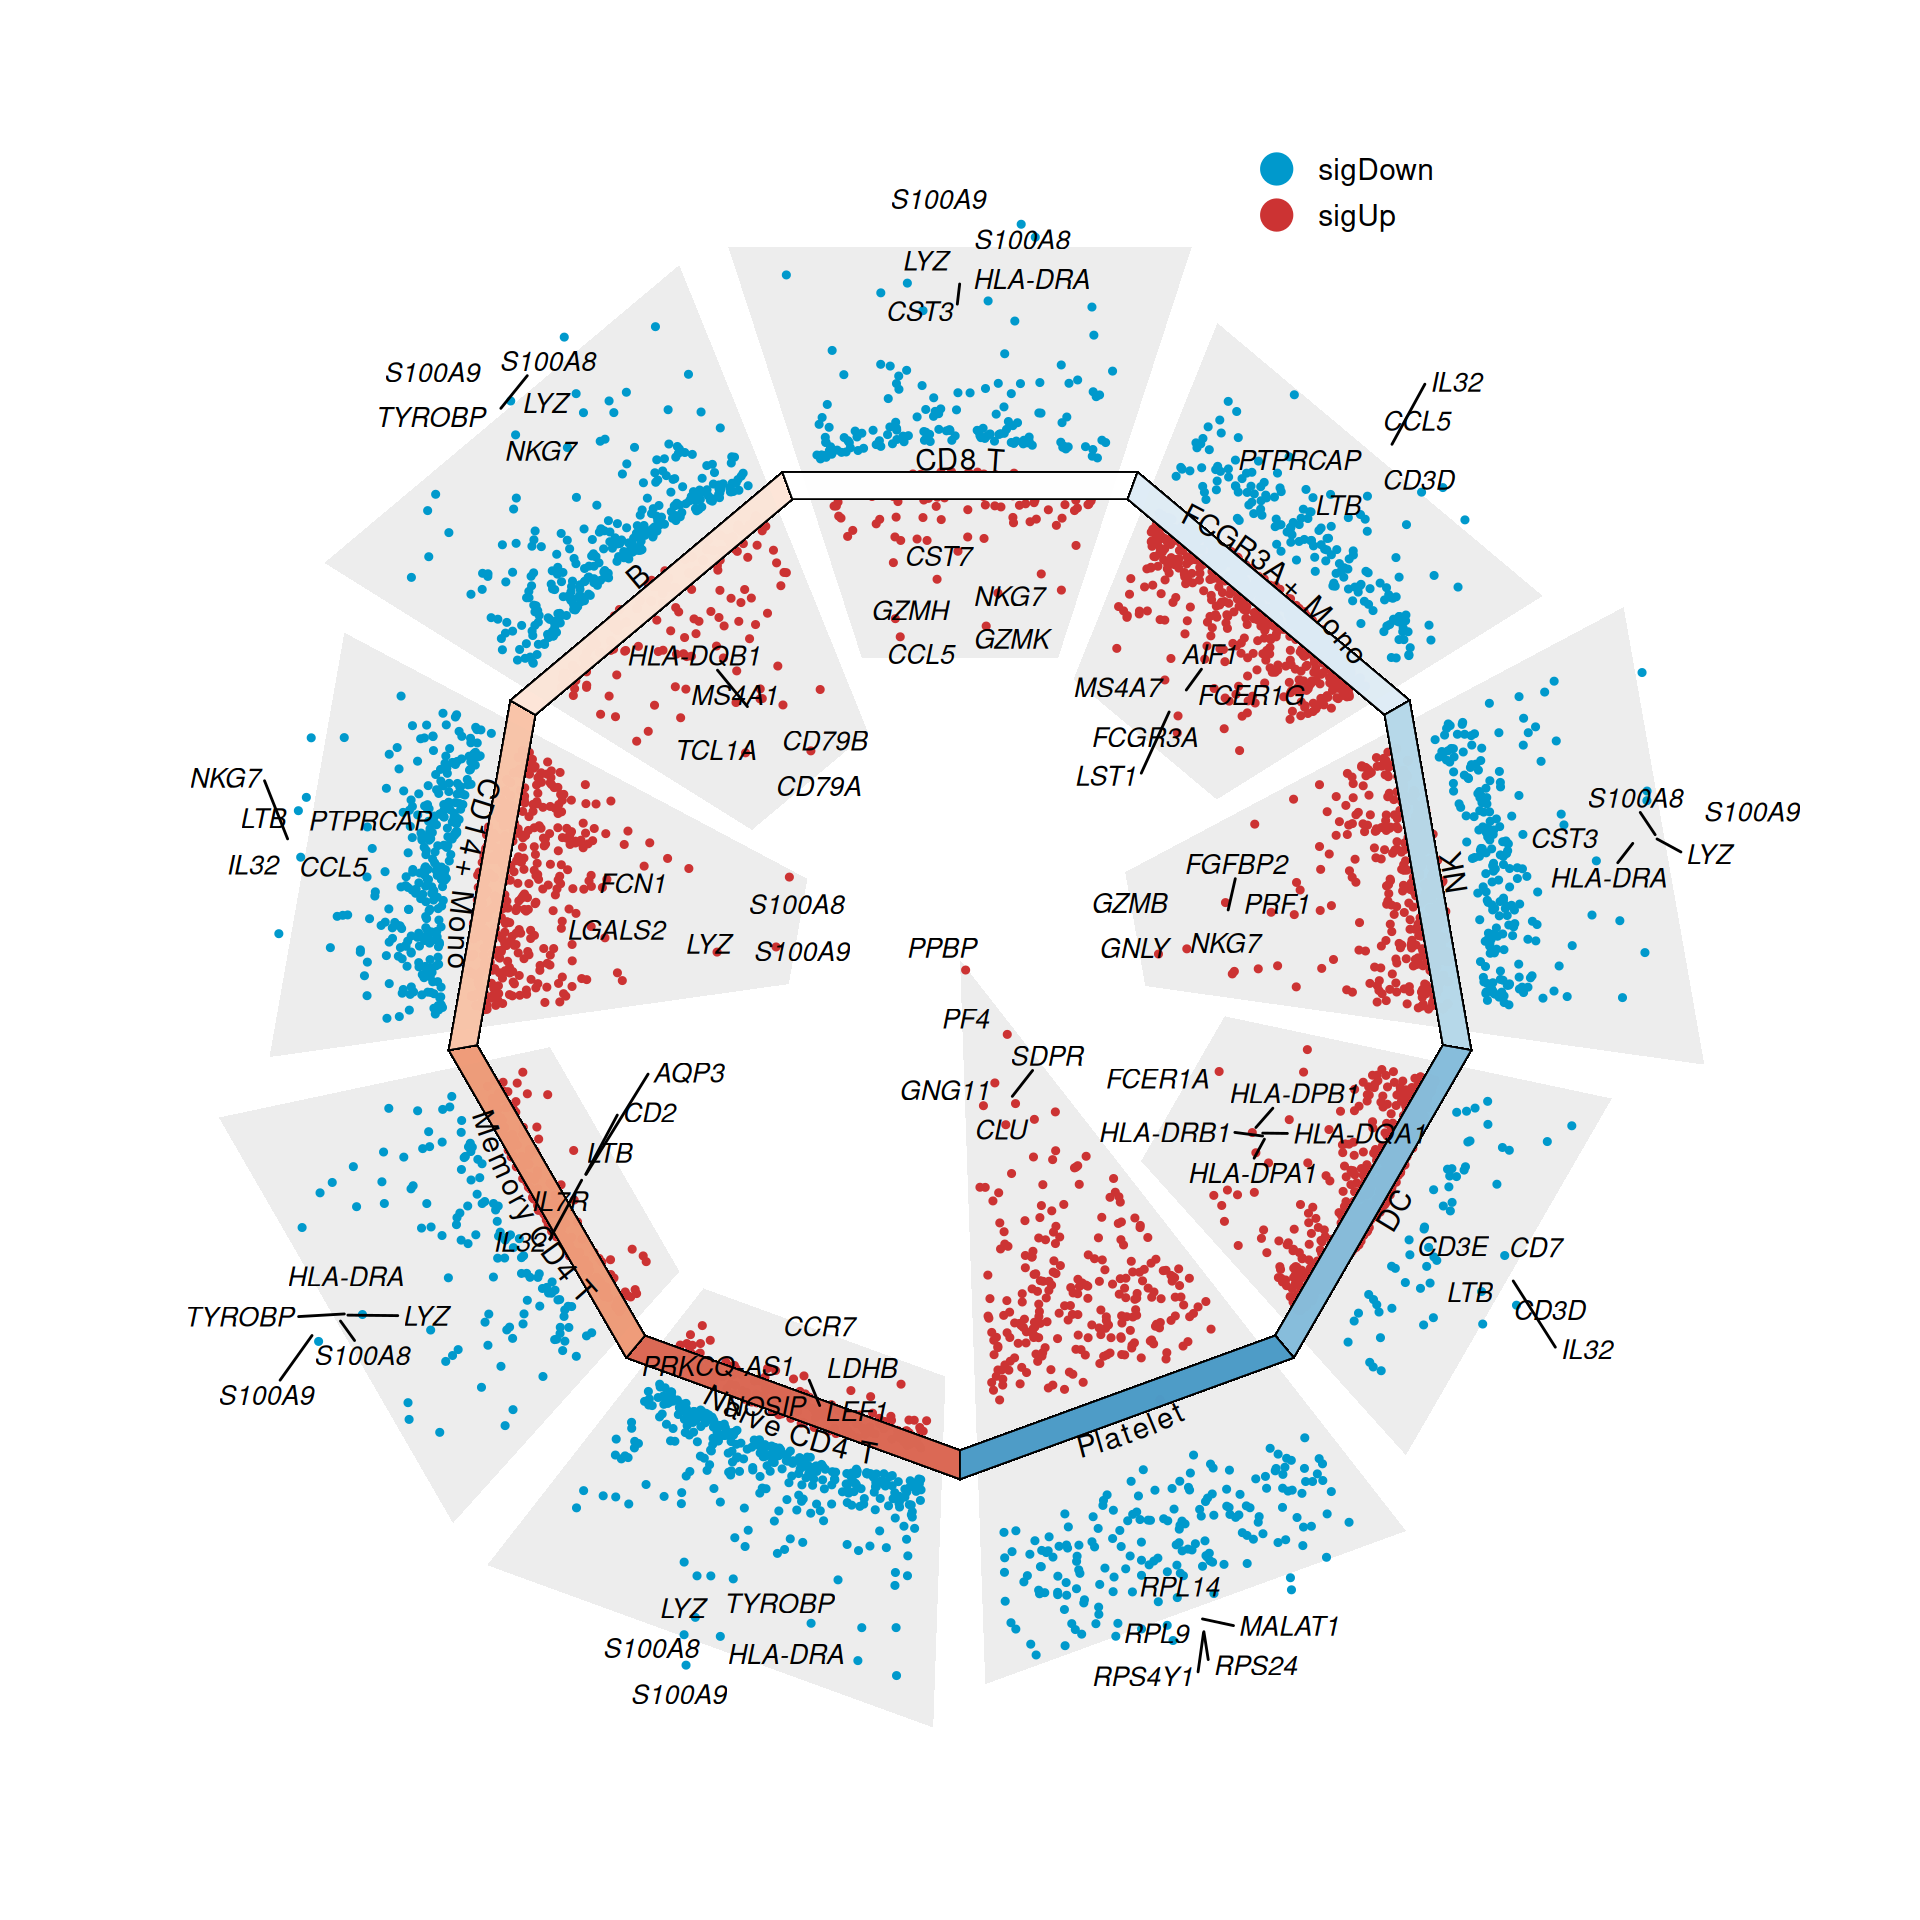 sigDown
sigUp
S100A9
S100A8
LYZ
HLA-DRA
CST3
CD8 T
CST7
NKG7
GZMH
GZMK
CCL5
S100A9
S100A8
TYROBP
LYZ
NKG7
B
HLA-DQB1
MS4A1
TCL1A
CD79B
CD79A
IL32
CCL5
PTPRCAP
CD3D
LTB
FCGR3A+ Mono
AIF1
MS4A7
FCER1G
FCGR3A
LST1
NKG7
LTB
PTPRCAP
IL32
CCL5
CD14+ Mono
FCN1
S100A8
LGALS2
LYZ
S100A9
S100A8
S100A9
CST3
LYZ
HLA-DRA
NK
FGFBP2
GZMB
PRF1
GNLY
NKG7
PPBP
PF4
SDPR
GNG11
CLU
Platelet
RPL14
RPL9
MALAT1
RPS4Y1
RPS24
FCER1A
HLA-DPB1
HLA-DRB1
HLA-DQA1
HLA-DPA1
DC
CD3E
CD7
LTB
CD3D
IL32
AQP3
CD2
LTB
IL7R
IL32
Memory CD4 T
HLA-DRA
TYROBP
LYZ
S100A8
S100A9
CCR7
PRKCQ-AS1
LDHB
NOSIP
LEF1
Naive CD4 T
LYZ
TYROBP
S100A8
HLA-DRA
S100A9